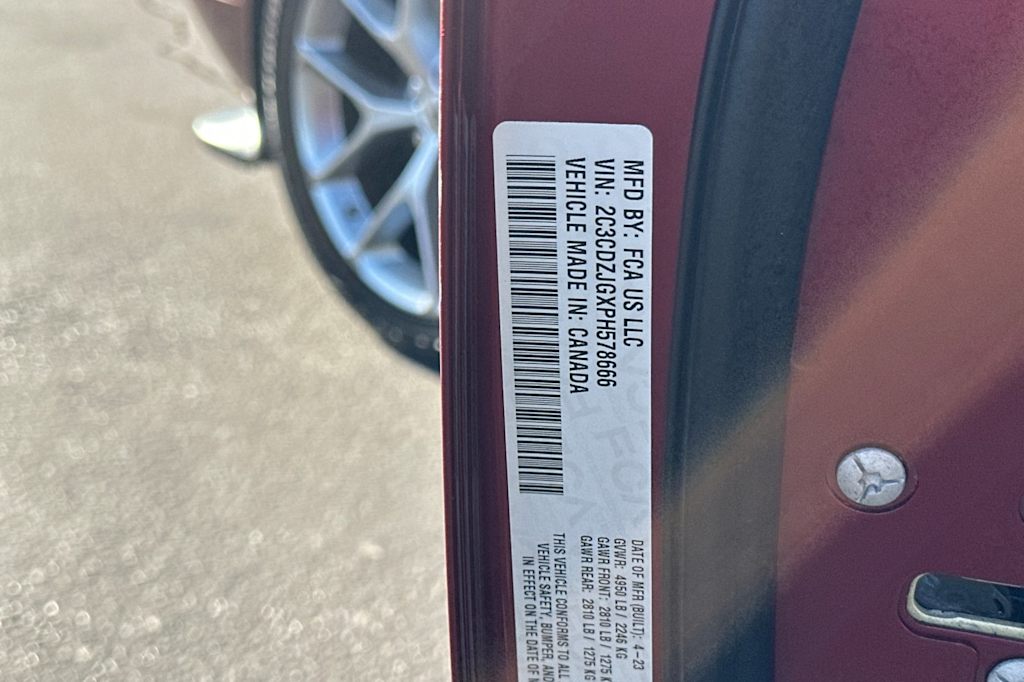 MFD BY: FCA US LLC
VIN: 2C3CDZJGXPH578666
VEHICLE MADE IN: CANADA
DATE OF MFR (BUILT): 4-23
GVWR: 4950 LB / 2246 KG
GAWR FRONT: 2810 LB / 1275 K
GAWR REAR: 2810 LB / 1275 KG
THIS VEHICLE CONFORMS TO ALL
VEHICLE SAFETY, BUMPER, AND
IN EFFECT ON THE DATE OF